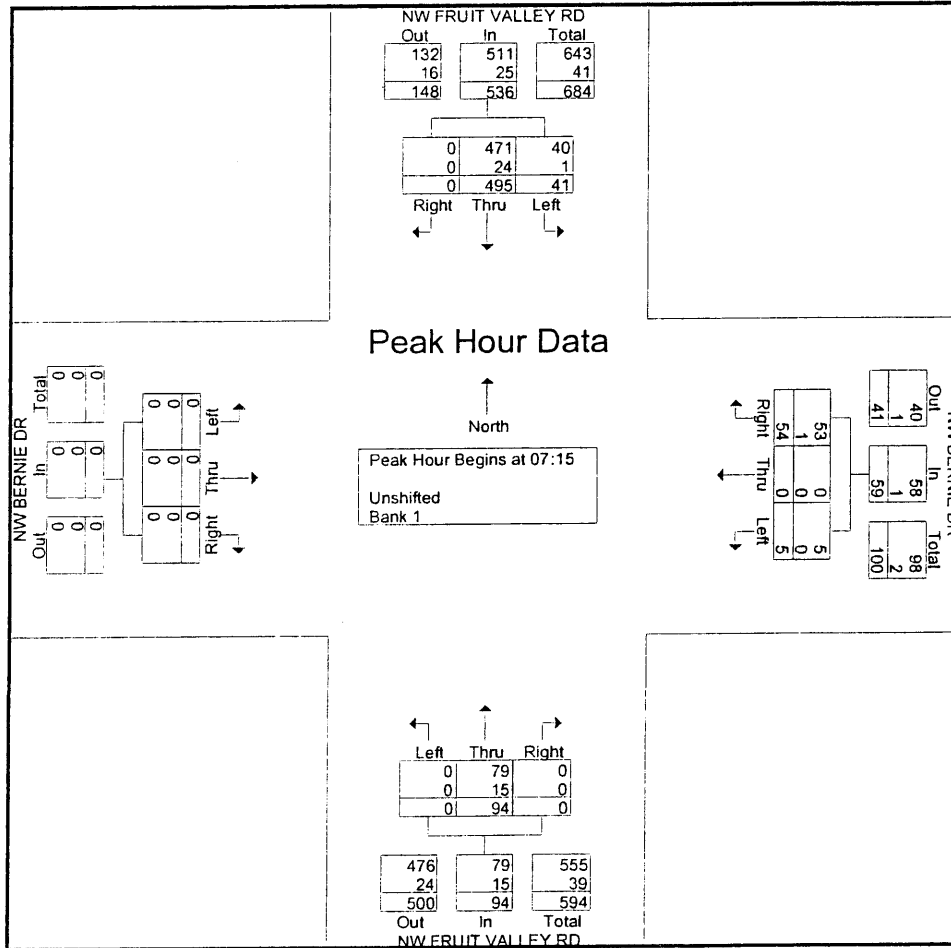 NW FRUIT VALLEY RD
Out In Total
132 511 643
16 25 41
148 536 684
0 471 40
0 24 1
0 495 41
Right Thru Left
Peak Hour Data
North
Peak Hour Begins at 07:15
Unshifted
Bank 1
NW BERNIE DR
Total In Out
0 0 0
0 0 0
0 0 0
Left Thru Right
0 0 0
0 0 0
0 0 0
Right Thru Left
53 0 5
1 0 0
54 0 5
Out In Total
40 58 98
1 1 2
41 59 100
NW BERNIE DR
Left Thru Right
0 79 0
0 15 0
0 94 0
476 79 555
24 15 39
500 94 594
Out In Total
NW FRUIT VALLEY RD